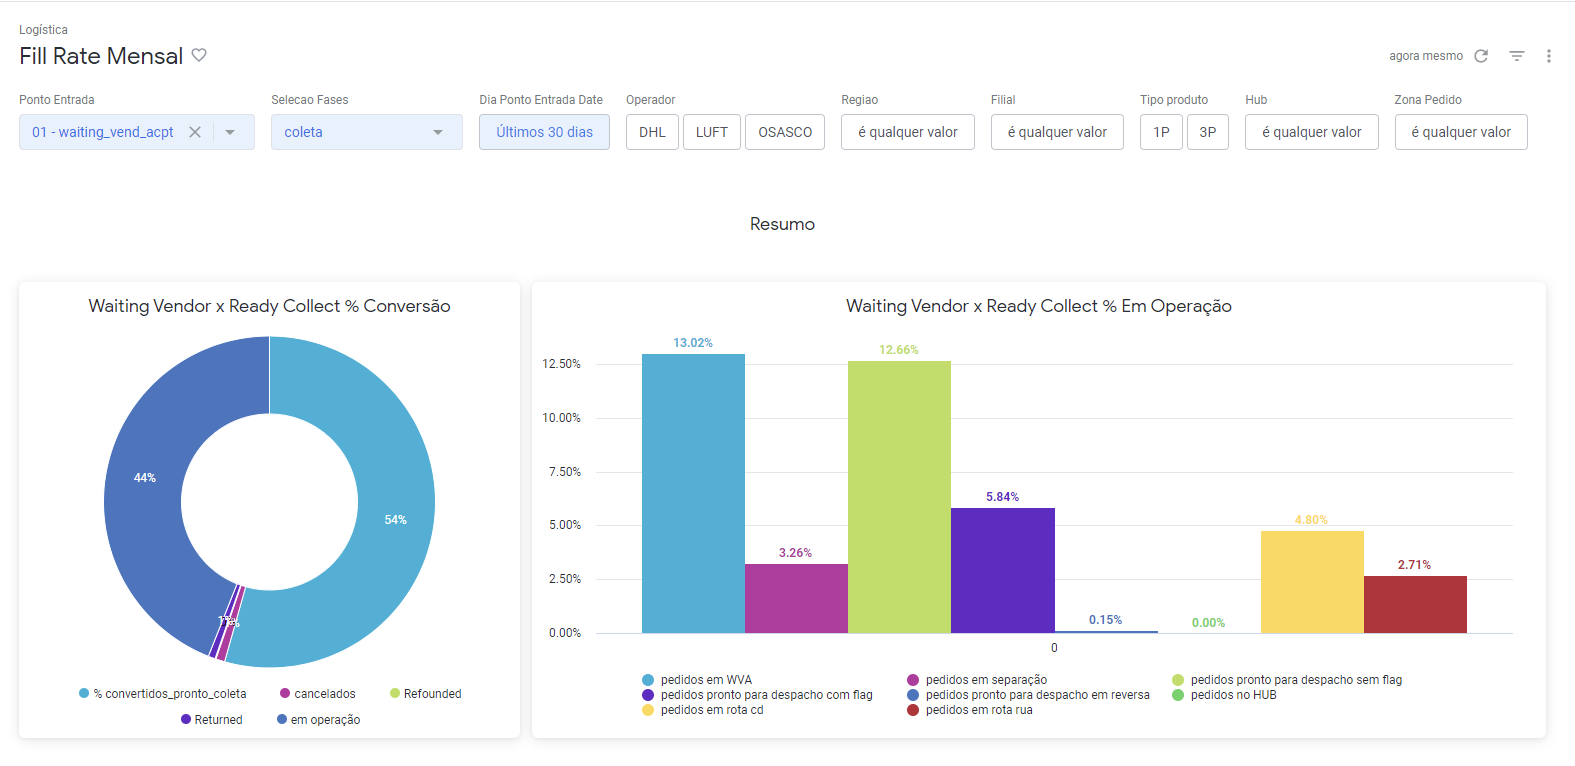 Logística
Fill Rate Mensal
agora mesmo
Ponto Entrada
Selecao Fases
Dia Ponto Entrada Date
Operador
Regiao
Filial
Tipo produto
Hub
Zona Pedido
01 - waiting_vend_acpt
coleta
Últimos 30 dias
DHL
LUFT
OSASCO
é qualquer valor
é qualquer valor
1P
3P
é qualquer valor
é qualquer valor
Resumo
Waiting Vendor x Ready Collect % Conversão
44%
54%
% convertidos_pronto_coleta
cancelados
Refounded
Returned
em operação
Waiting Vendor x Ready Collect % Em Operação
12.50%
10.00%
7.50%
5.00%
2.50%
0.00%
13.02%
3.26%
12.66%
5.84%
0.15%
0.00%
4.80%
2.71%
0
pedidos em WVA
pedidos em separação
pedidos pronto para despacho sem flag
pedidos pronto para despacho com flag
pedidos pronto para despacho em reversa
pedidos no HUB
pedidos em rota cd
pedidos em rota rua